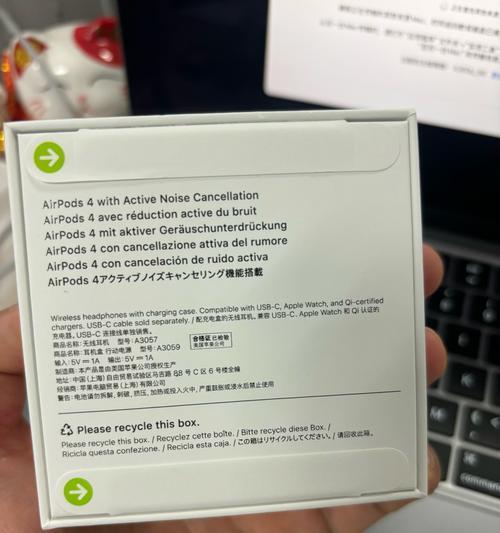 AirPods 4 with Active Noise Cancellation
AirPods 4 avec réduction active du bruit
AirPods 4 mit aktiver Geräuschunterdrückung
AirPods 4 con cancellazione attiva del rumore
AirPods 4 con cancelación de ruido activa
AirPods 4アクティブノイズキャンセリング機能搭載
Wireless headphones with charging case. Compatible with USB-C, Apple Watch, and Qi-certified
chargers. USB-C cable sold separately. / 配充电盒的无线耳机。兼容 USB-C、Apple Watch 和 Qi 认证的
充电器。USB-C 连接线单独销售。
商品名称：无线耳机 型号：A3057
商品名称：耳机盒 行动电源 型号：A3059
输入：5V⎓1A 输出：5V⎓1A
合格证 已检验
美国苹果公司
制造商：本产品是由美国苹果公司授权生产
地址：中国（上海）自由贸易试验区马吉路 88 号 C 区 6 号楼全幢
经销商：苹果电脑贸易（上海）有限公司
警告：电池请勿拆解，刺破，挤压，加热或投入火中，严重鼓胀或浸水后禁止使用
Please recycle this box.
Please recycle this box. / Recyclez cette boîte. / Bitte recycle diese Box. /
Ricicla questa confezione. / Recicla esta caja. / この箱はリサイクルしてください。/ 请回收此箱。
command